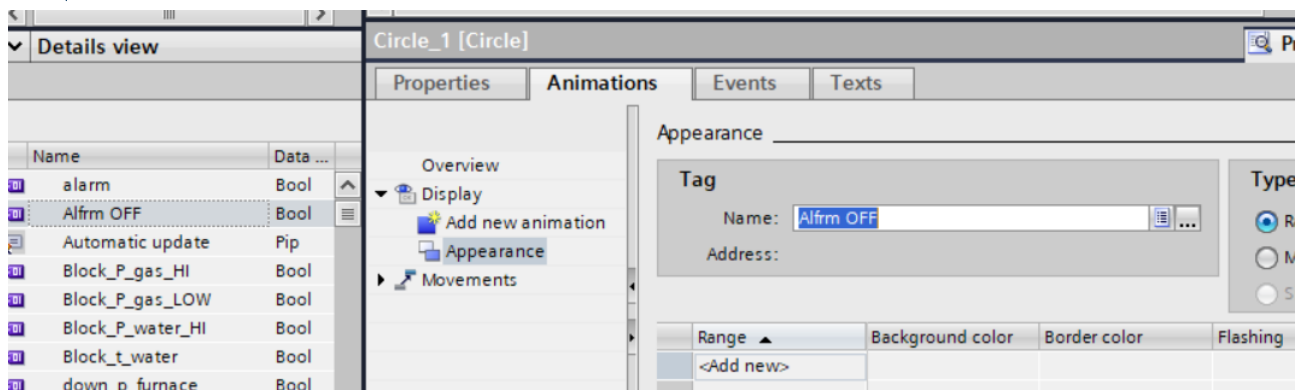 Details view
Name Data ...
alarm Bool
Alfrm OFF Bool
Automatic update Pip
Block_P_gas_HI Bool
Block_P_gas_LOW Bool
Block_P_water_HI Bool
Block_t_water Bool
down_p_furnace Bool
Circle_1 [Circle]
Properties Animations Events Texts
Overview
Display
Add new animation
Appearance
Movements
Appearance
Tag
Name: Alfrm OFF ...
Address:
Type
Range Background color Border color Flashing
<Add new>